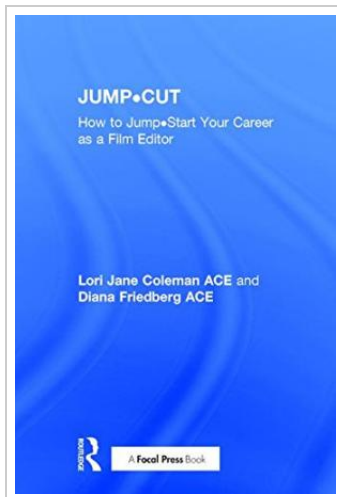 JUMP•CUT
How to Jump•Start Your Career
as a Film Editor
Lori Jane Coleman ACE and
Diana Friedberg ACE
ROUTLEDGE
A Focal Press Book